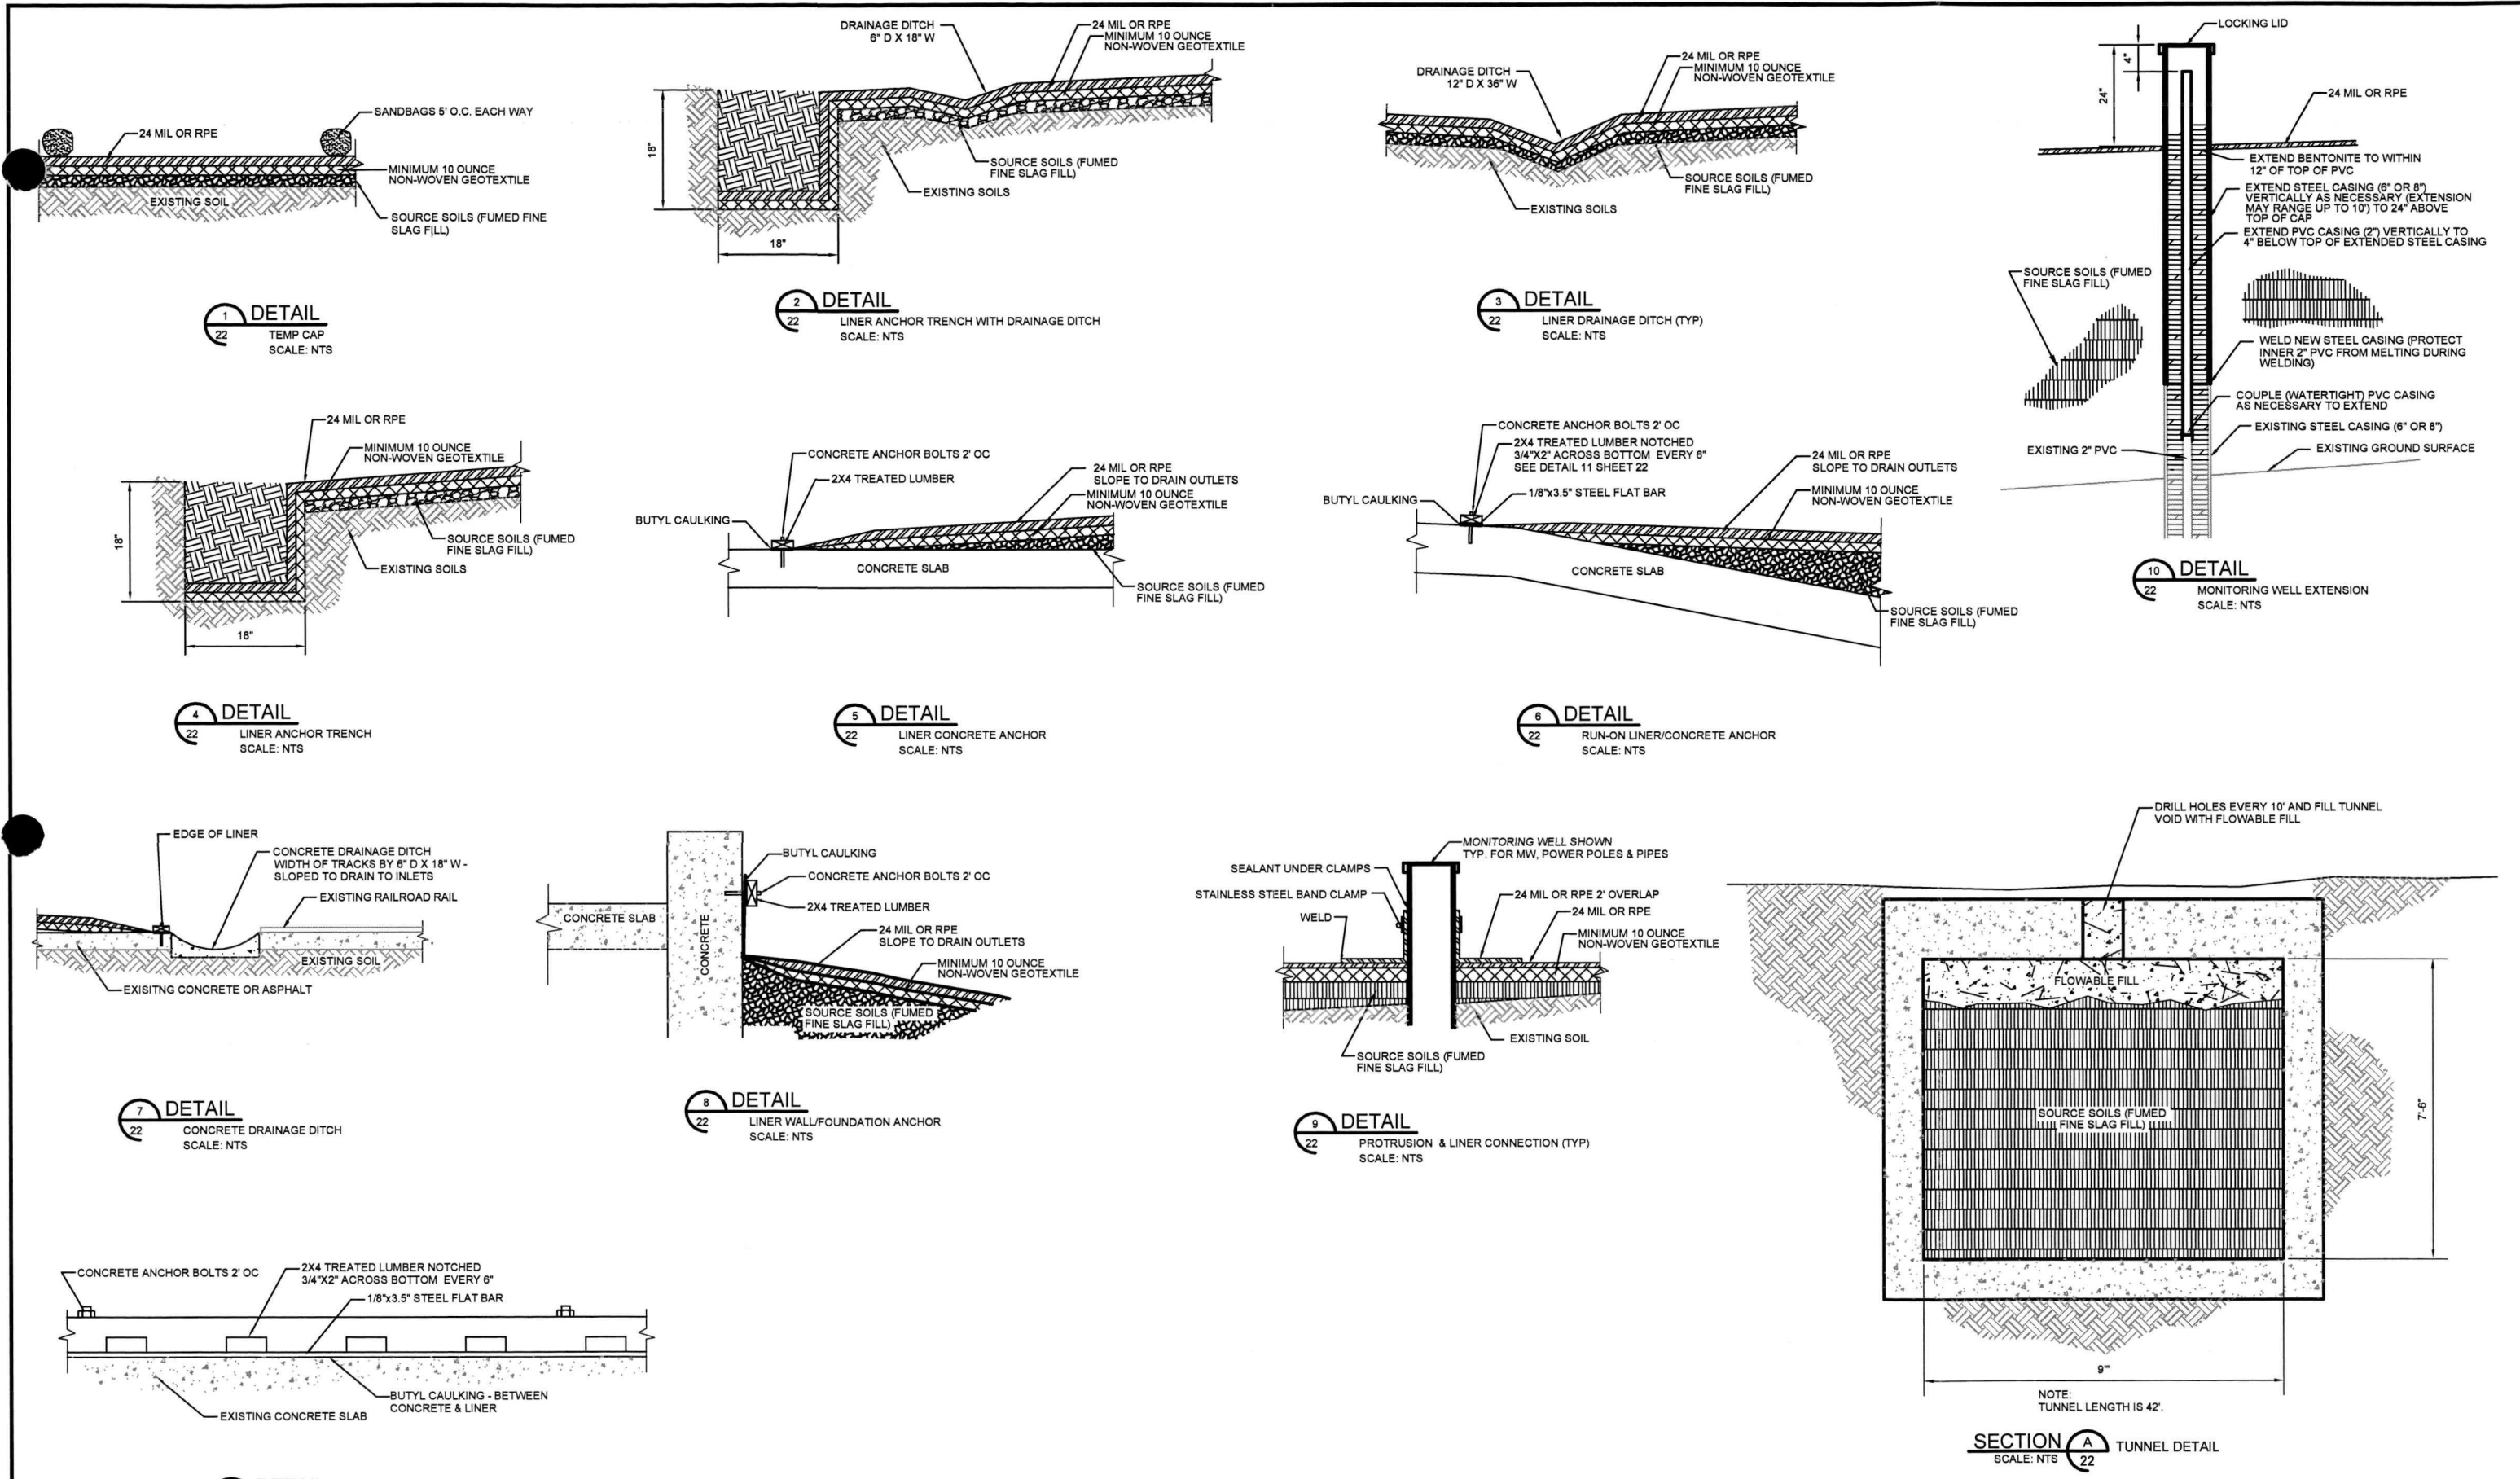 SANDBAGS 5' O.C. EACH WAY
24 MIL OR RPE
MINIMUM 10 OUNCE
NON-WOVEN GEOTEXTILE
EXISTING SOIL
SOURCE SOILS (FUMED FINE
SLAG FILL)
1
22
DETAIL
TEMP CAP
SCALE: NTS
DRAINAGE DITCH
6" D X 18" W
24 MIL OR RPE
MINIMUM 10 OUNCE
NON-WOVEN GEOTEXTILE
18"
SOURCE SOILS (FUMED
FINE SLAG FILL)
EXISTING SOILS
18"
2
22
DETAIL
LINER ANCHOR TRENCH WITH DRAINAGE DITCH
SCALE: NTS
DRAINAGE DITCH
12" D X 36" W
24 MIL OR RPE
MINIMUM 10 OUNCE
NON-WOVEN GEOTEXTILE
SOURCE SOILS (FUMED
FINE SLAG FILL)
EXISTING SOILS
3
22
DETAIL
LINER DRAINAGE DITCH (TYP)
SCALE: NTS
LOCKING LID
4"
24"
24 MIL OR RPE
EXTEND BENTONITE TO WITHIN
12" OF TOP OF PVC
EXTEND STEEL CASING (6" OR 8")
VERTICALLY AS NECESSARY (EXTENSION
MAY RANGE UP TO 10') TO 24" ABOVE
TOP OF CAP
EXTEND PVC CASING (2") VERTICALLY TO
4" BELOW TOP OF EXTENDED STEEL CASING
SOURCE SOILS (FUMED
FINE SLAG FILL)
WELD NEW STEEL CASING (PROTECT
INNER 2" PVC FROM MELTING DURING
WELDING)
COUPLE (WATERTIGHT) PVC CASING
AS NECESSARY TO EXTEND
EXISTING STEEL CASING (6" OR 8")
EXISTING 2" PVC
EXISTING GROUND SURFACE
10
22
DETAIL
MONITORING WELL EXTENSION
SCALE: NTS
24 MIL OR RPE
MINIMUM 10 OUNCE
NON-WOVEN GEOTEXTILE
18"
SOURCE SOILS (FUMED
FINE SLAG FILL)
EXISTING SOILS
18"
4
22
DETAIL
LINER ANCHOR TRENCH
SCALE: NTS
CONCRETE ANCHOR BOLTS 2' OC
2X4 TREATED LUMBER
24 MIL OR RPE
SLOPE TO DRAIN OUTLETS
MINIMUM 10 OUNCE
NON-WOVEN GEOTEXTILE
BUTYL CAULKING
CONCRETE SLAB
SOURCE SOILS (FUMED
FINE SLAG FILL)
5
22
DETAIL
LINER CONCRETE ANCHOR
SCALE: NTS
CONCRETE ANCHOR BOLTS 2' OC
2X4 TREATED LUMBER NOTCHED
3/4"X2" ACROSS BOTTOM EVERY 6"
SEE DETAIL 11 SHEET 22
1/8"x3.5" STEEL FLAT BAR
BUTYL CAULKING
24 MIL OR RPE
SLOPE TO DRAIN OUTLETS
MINIMUM 10 OUNCE
NON-WOVEN GEOTEXTILE
CONCRETE SLAB
SOURCE SOILS (FUMED
FINE SLAG FILL)
6
22
DETAIL
RUN-ON LINER/CONCRETE ANCHOR
SCALE: NTS
EDGE OF LINER
CONCRETE DRAINAGE DITCH
WIDTH OF TRACKS BY 6" D X 18" W -
SLOPED TO DRAIN TO INLETS
EXISTING RAILROAD RAIL
EXISTING SOIL
EXISITNG CONCRETE OR ASPHALT
7
22
DETAIL
CONCRETE DRAINAGE DITCH
SCALE: NTS
BUTYL CAULKING
CONCRETE ANCHOR BOLTS 2' OC
2X4 TREATED LUMBER
CONCRETE SLAB
CONCRETE
24 MIL OR RPE
SLOPE TO DRAIN OUTLETS
MINIMUM 10 OUNCE
NON-WOVEN GEOTEXTILE
SOURCE SOILS (FUMED
FINE SLAG FILL)
8
22
DETAIL
LINER WALL/FOUNDATION ANCHOR
SCALE: NTS
MONITORING WELL SHOWN
TYP. FOR MW, POWER POLES & PIPES
SEALANT UNDER CLAMPS
STAINLESS STEEL BAND CLAMP
WELD
24 MIL OR RPE 2' OVERLAP
24 MIL OR RPE
MINIMUM 10 OUNCE
NON-WOVEN GEOTEXTILE
EXISTING SOIL
SOURCE SOILS (FUMED
FINE SLAG FILL)
9
22
DETAIL
PROTRUSION & LINER CONNECTION (TYP)
SCALE: NTS
DRILL HOLES EVERY 10' AND FILL TUNNEL
VOID WITH FLOWABLE FILL
FLOWABLE FILL
SOURCE SOILS (FUMED
FINE SLAG FILL)
7'-6"
9'"
NOTE:
TUNNEL LENGTH IS 42'.
SECTION
A
22
TUNNEL DETAIL
SCALE: NTS
CONCRETE ANCHOR BOLTS 2' OC
2X4 TREATED LUMBER NOTCHED
3/4"X2" ACROSS BOTTOM EVERY 6"
1/8"x3.5" STEEL FLAT BAR
BUTYL CAULKING - BETWEEN
CONCRETE & LINER
EXISTING CONCRETE SLAB